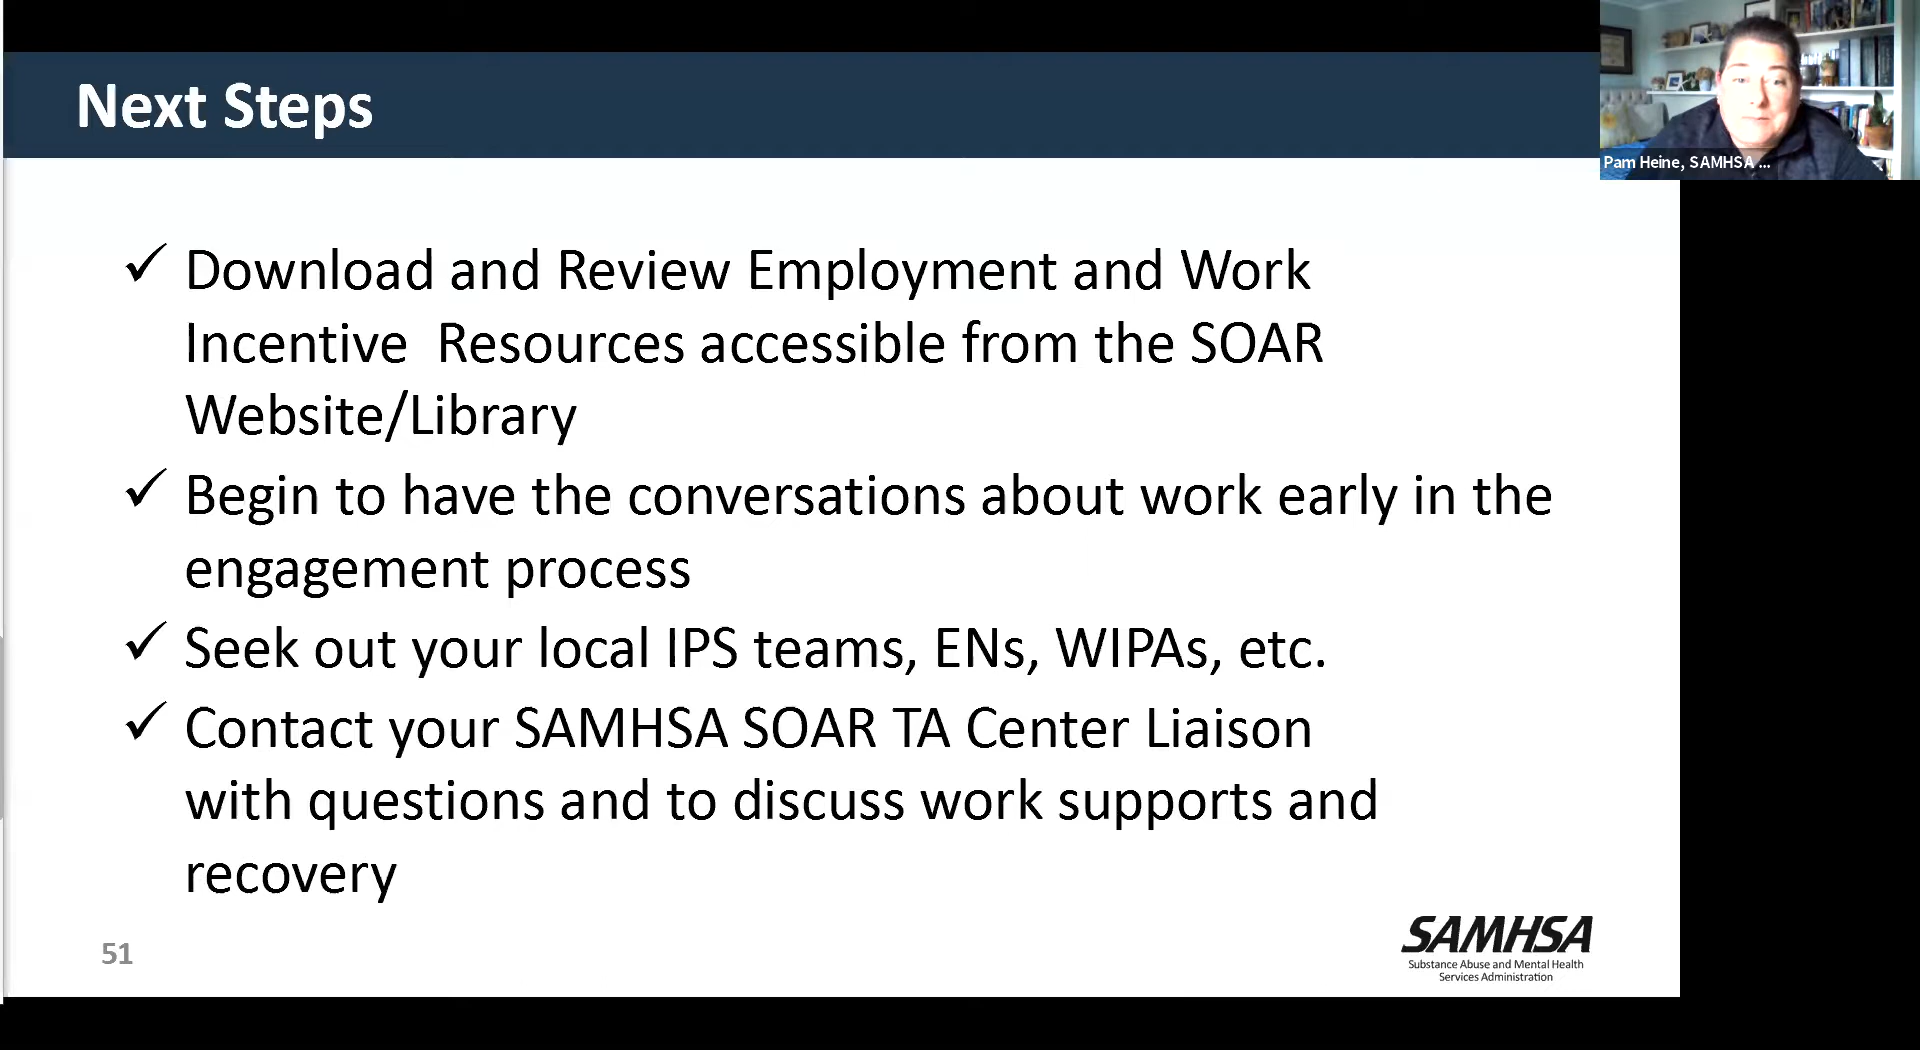 Next Steps
Pam Heine, SAMHSA ...
✓ Download and Review Employment and Work
Incentive  Resources accessible from the SOAR
Website/Library
✓ Begin to have the conversations about work early in the
engagement process
✓ Seek out your local IPS teams, ENs, WIPAs, etc.
✓ Contact your SAMHSA SOAR TA Center Liaison
with questions and to discuss work supports and
recovery
51
SAMHSA
Substance Abuse and Mental Health
Services Administration